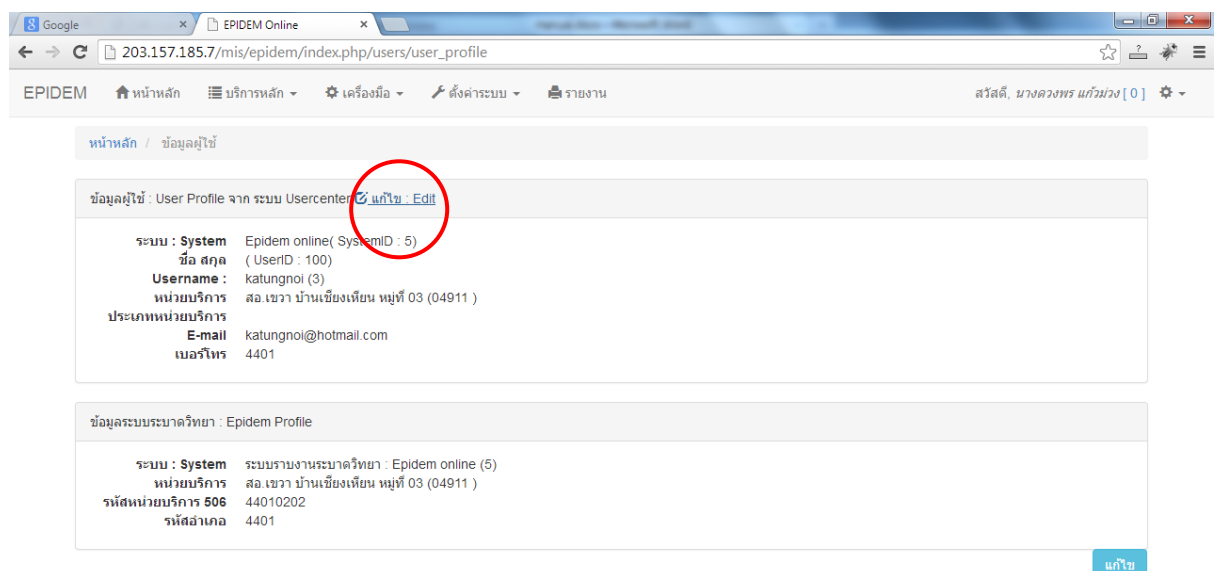 Google
EPIDEM Online
203.157.185.7/mis/epidem/index.php/users/user_profile
EPIDEM หน้าหลัก บริการหลัก เครื่องมือ ตั้งค่าระบบ รายงาน สวัสดี, นางดวงพร แก้วม่วง [ 0 ]
หน้าหลัก / ข้อมูลผู้ใช้
ข้อมูลผู้ใช้ : User Profile จาก ระบบ Usercenter แก้ไข : Edit
ระบบ : System Epidem online( SystemID : 5)
ชื่อ สกุล ( UserID : 100)
Username : katungnoi (3)
หน่วยบริการ สอ.เขวา บ้านเชียงเหียน หมู่ที่ 03 (04911 )
ประเภทหน่วยบริการ
E-mail katungnoi@hotmail.com
เบอร์โทร 4401
ข้อมูลระบบระบาดวิทยา : Epidem Profile
ระบบ : System ระบบรายงานระบาดวิทยา : Epidem online (5)
หน่วยบริการ สอ.เขวา บ้านเชียงเหียน หมู่ที่ 03 (04911 )
รหัสหน่วยบริการ 506 44010202
รหัสอำเภอ 4401
แก้ไข